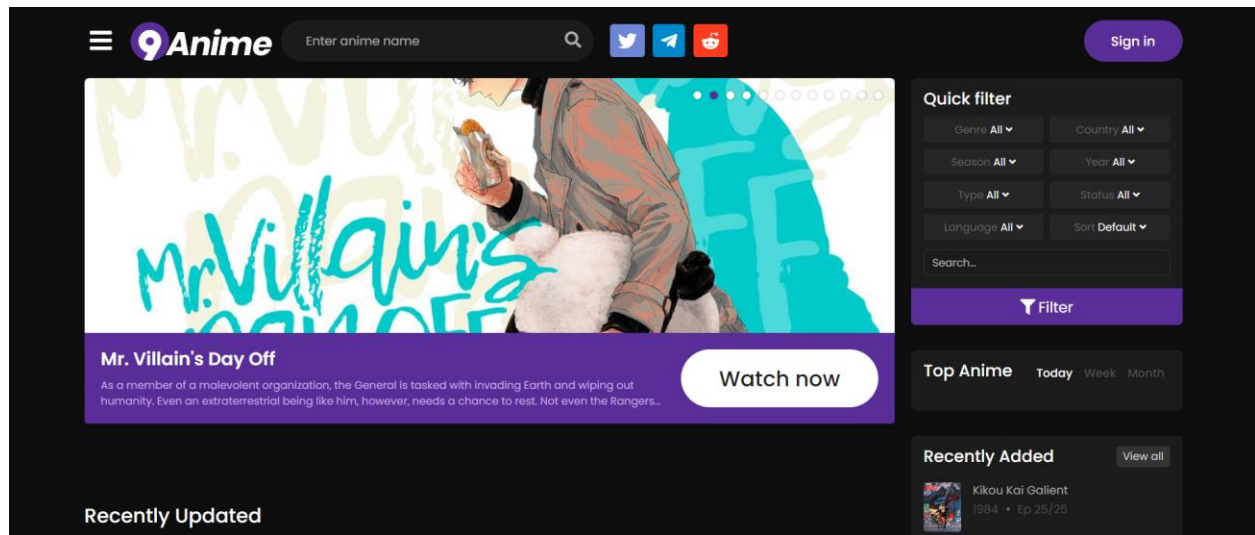 9Anime
Enter anime name
Sign in
Mr.Villain's
DAY OFF
Mr. Villain's Day Off
As a member of a malevolent organization, the General is tasked with invading Earth and wiping out
humanity. Even an extraterrestrial being like him, however, needs a chance to rest. Not even the Rangers...
Watch now
Recently Updated
Quick filter
Genre All
Country All
Season All
Year All
Type All
Status All
Language All
Sort Default
Search...
Filter
Top Anime Today Week Month
Recently Added
View all
Kikou Kai Galient
1984 • Ep 25/25